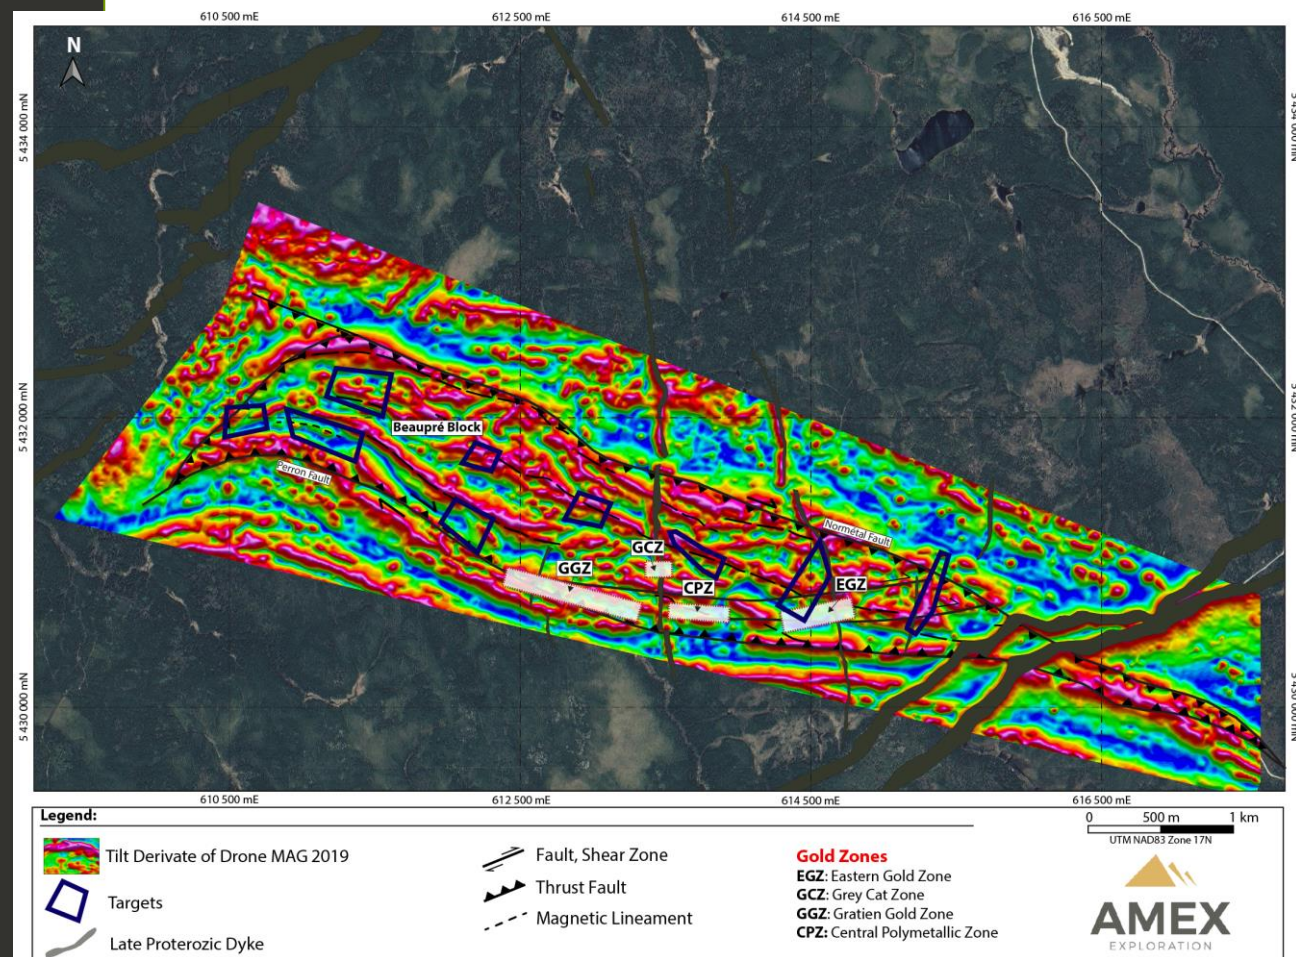 610 500 mE 612 500 mE 614 500 mE 616 500 mE
N
5 434 000 mN
5 432 000 mN
5 432 000 mN
Beaupré Block
Perron Fault
Normétal Fault
GCZ
GGZ
CPZ
EGZ
5 430 000 mN
610 500 mE 612 500 mE 614 500 mE 616 500 mE
Legend:
Tilt Derivate of Drone MAG 2019
Targets
Late Proterozic Dyke
Fault, Shear Zone
Thrust Fault
Magnetic Lineament
Gold Zones
EGZ: Eastern Gold Zone
GCZ: Grey Cat Zone
GGZ: Gratien Gold Zone
CPZ: Central Polymetallic Zone
0 500 m 1 km
UTM NAD83 Zone 17N
AMEX
EXPLORATION